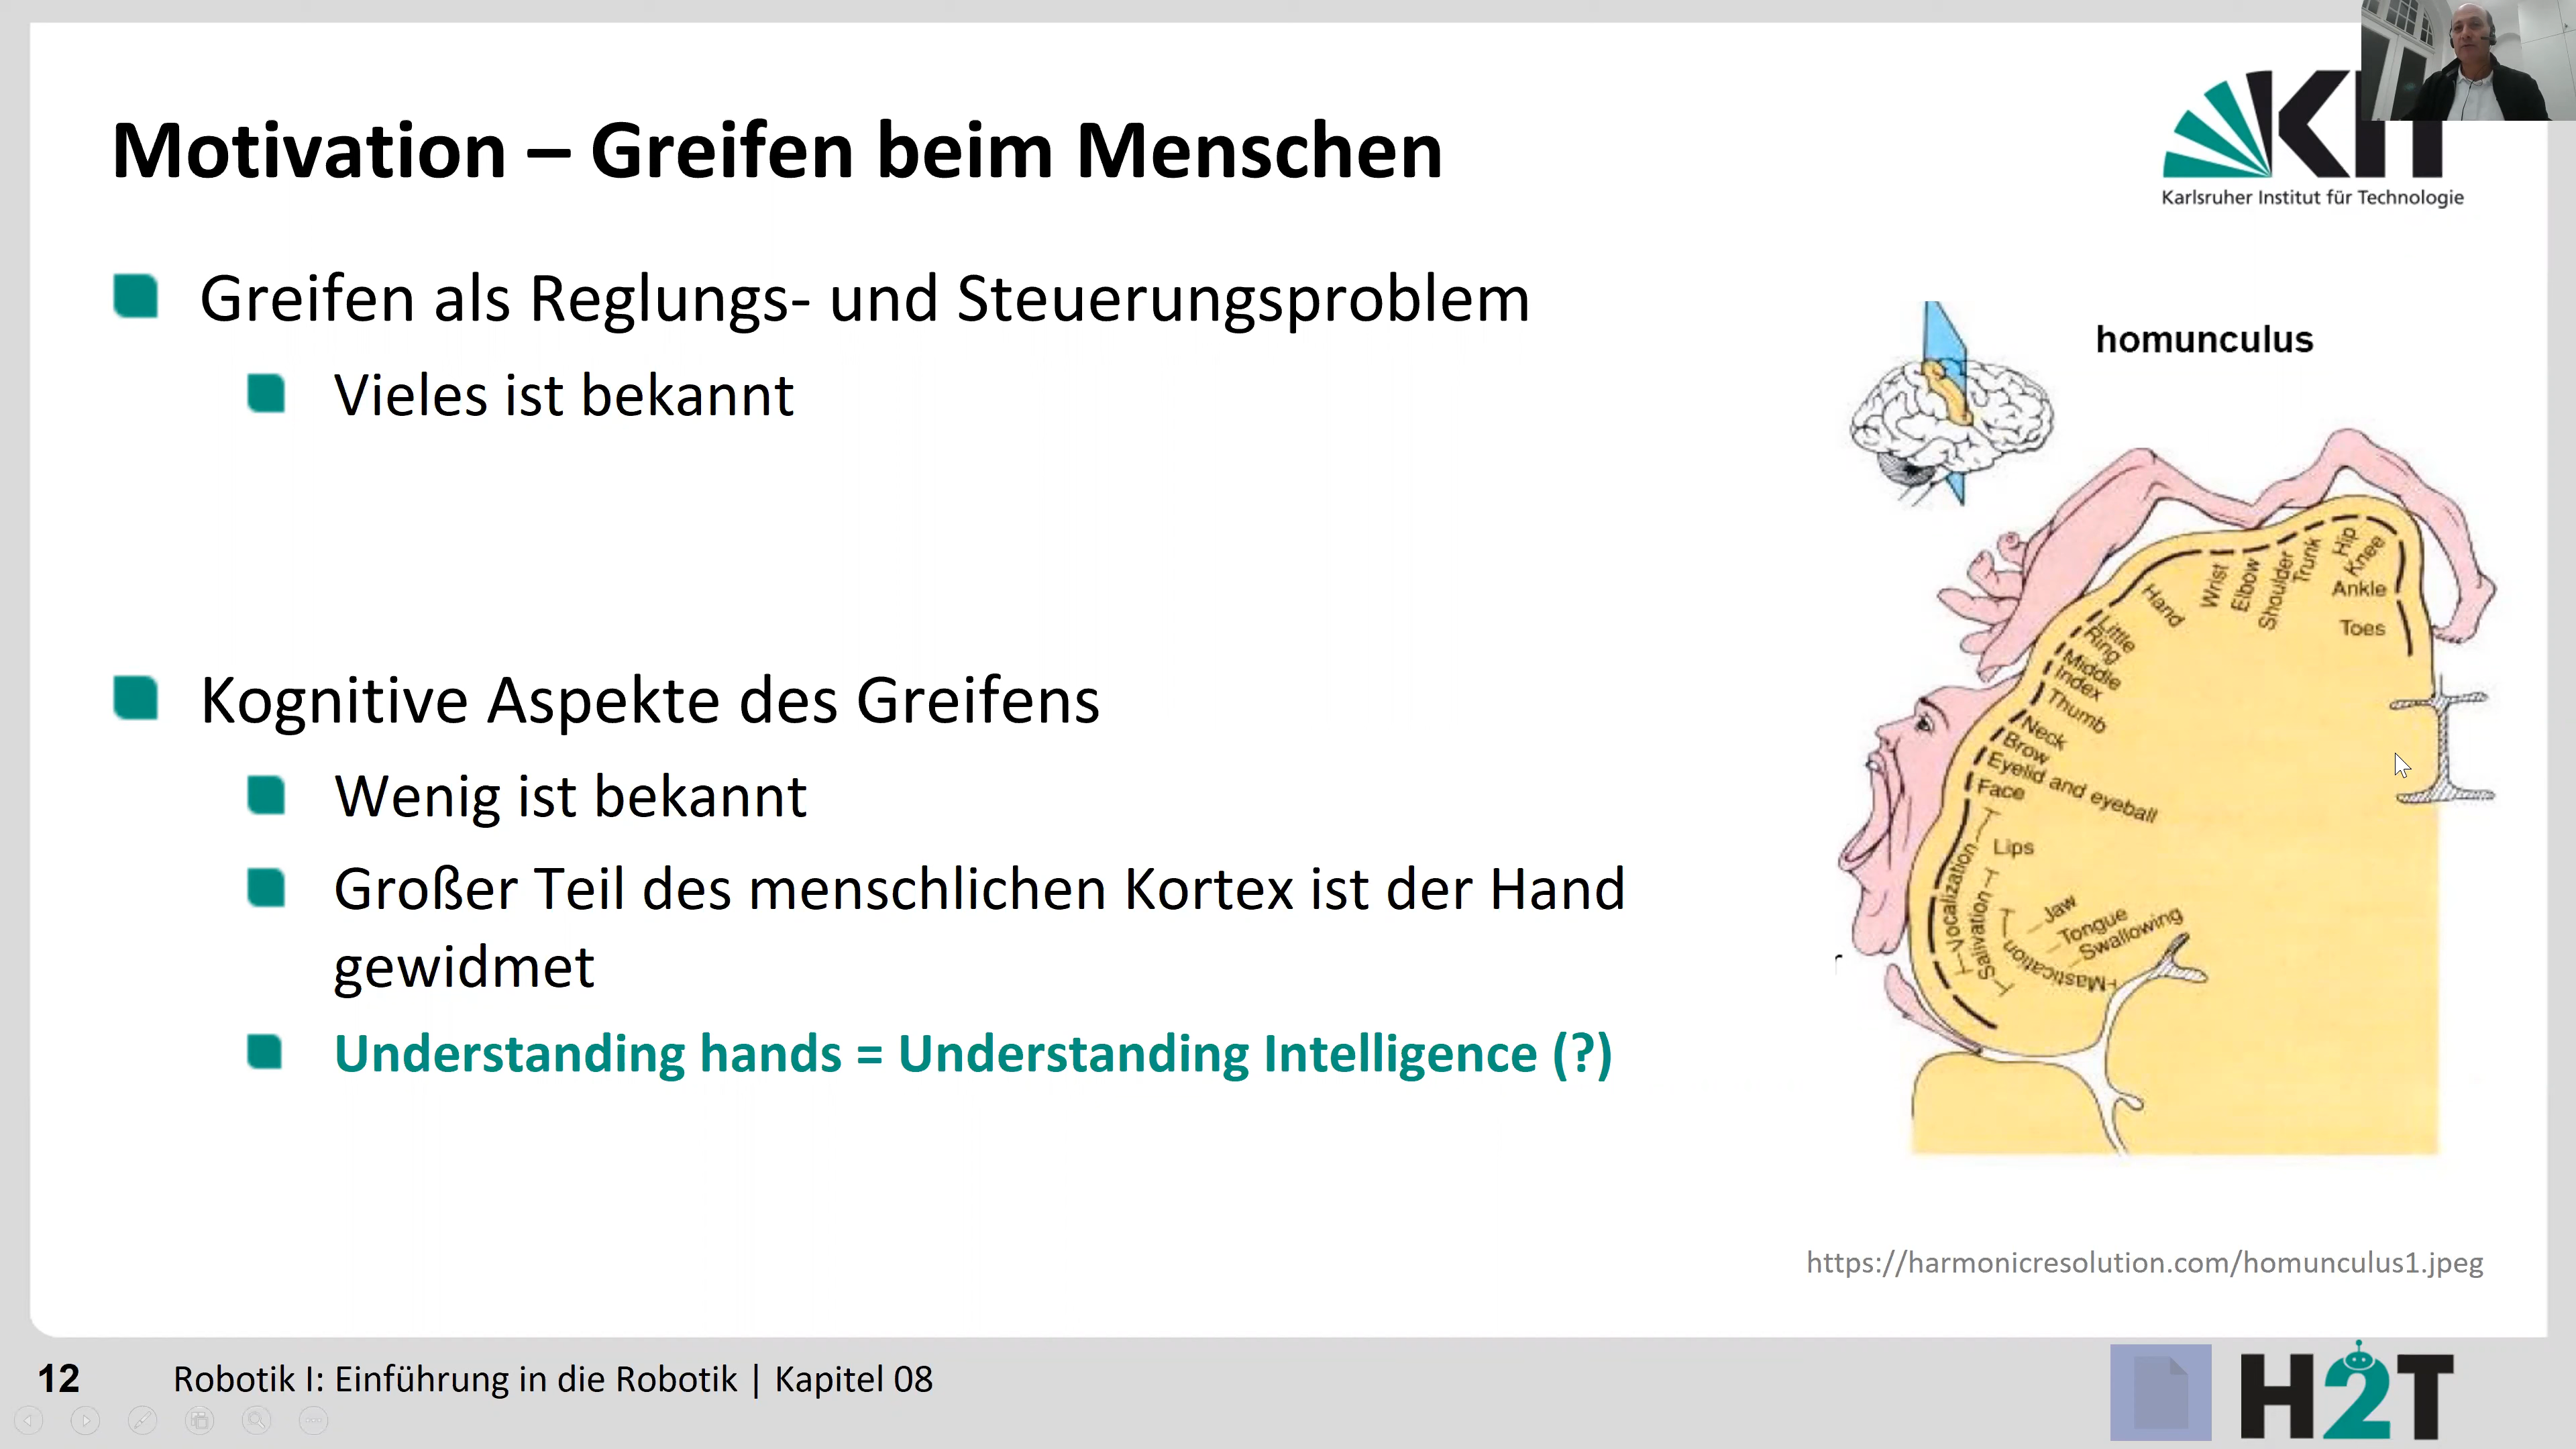 Motivation – Greifen beim Menschen
KIT
Karlsruher Institut für Technologie
Greifen als Reglungs- und Steuerungsproblem
Vieles ist bekannt
Kognitive Aspekte des Greifens
Wenig ist bekannt
Großer Teil des menschlichen Kortex ist der Hand
gewidmet
Understanding hands = Understanding Intelligence (?)
homunculus
Toes
Ankle
Knee
Hip
Trunk
Shoulder
Elbow
Wrist
Hand
Little
Ring
Middle
Index
Thumb
Neck
Brow
Eyelid and eyeball
Face
Lips
Vocalization
Salivation
Jaw
Tongue
Swallowing
Mastication
https://harmonicresolution.com/homunculus1.jpeg
12
Robotik I: Einführung in die Robotik | Kapitel 08
H2T